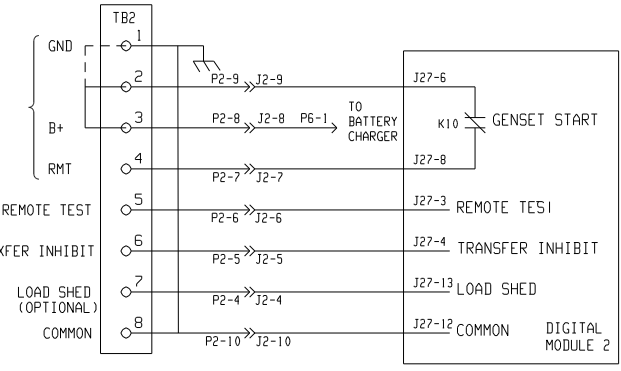 TB2
GND
1
2
P2-9 J2-9
J27-6
B+
3
P2-8 J2-8 P6-1
TO
BATTERY
CHARGER
K10 GENSET START
RMT
4
P2-7 J2-7
J27-8
REMOTE TEST
5
P2-6 J2-6
J27-3 REMOTE TEST
XFER INHIBIT
6
P2-5 J2-5
J27-4 TRANSFER INHIBIT
LOAD SHED
(OPTIONAL)
7
P2-4 J2-4
J27-13 LOAD SHED
COMMON
8
P2-10 J2-10
J27-12 COMMON
DIGITAL
MODULE 2